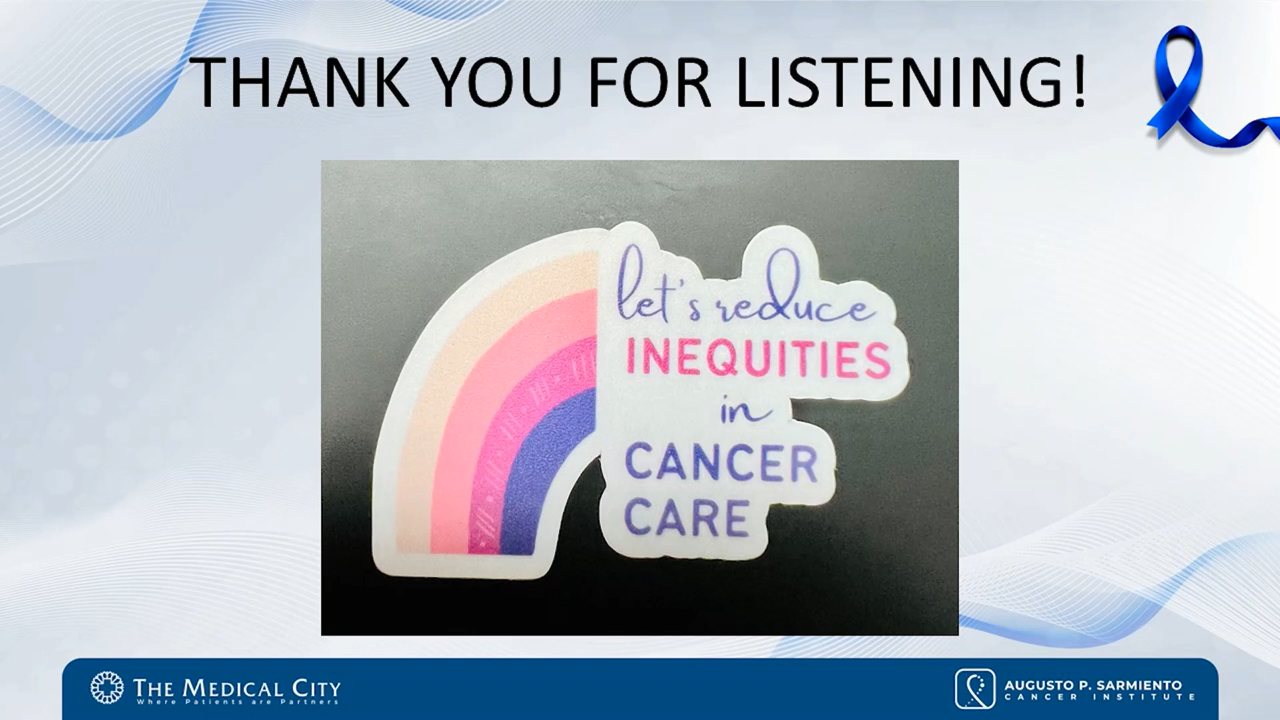 THANK YOU FOR LISTENING!
let's reduce
INEQUITIES
in
CANCER
CARE
THE MEDICAL CITY
Where Patients are Partners
AUGUSTO P. SARMIENTO
CANCER INSTITUTE